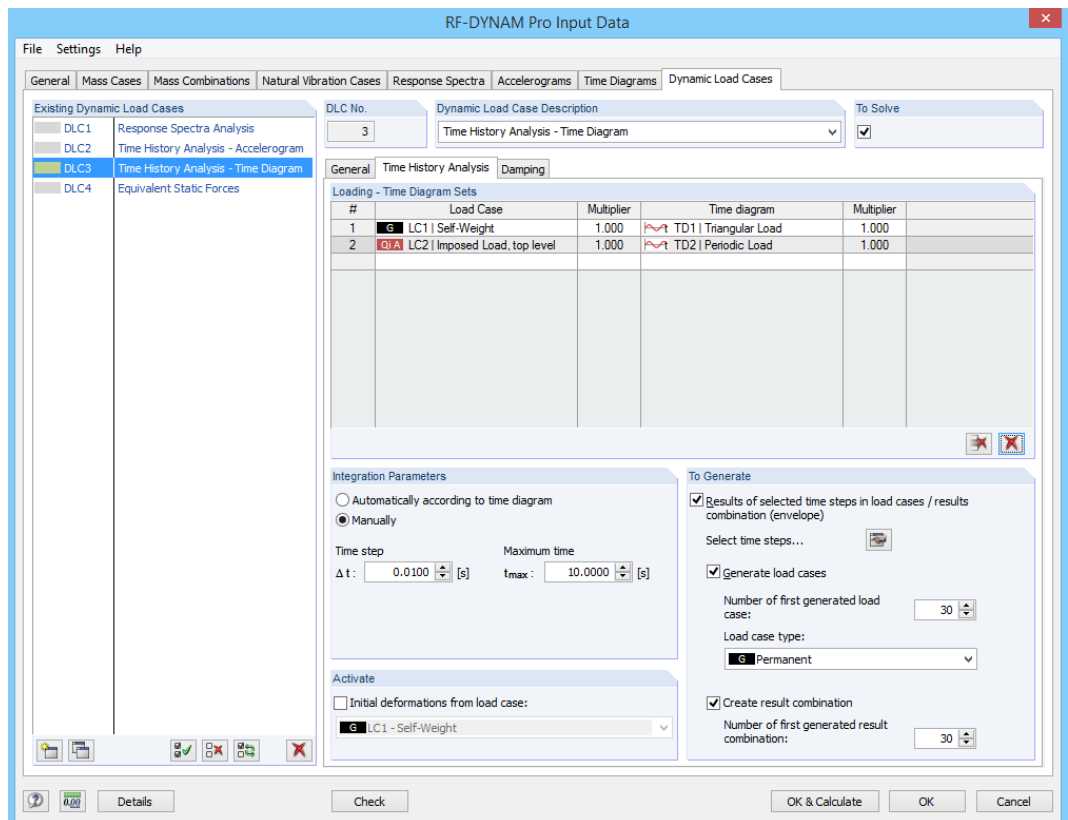 RF-DYNAM Pro Input Data
File Settings Help
General Mass Cases Mass Combinations Natural Vibration Cases Response Spectra Accelerograms Time Diagrams Dynamic Load Cases
Existing Dynamic Load Cases
DLC1 Response Spectra Analysis
DLC2 Time History Analysis - Accelerogram
DLC3 Time History Analysis - Time Diagram
DLC4 Equivalent Static Forces
DLC No.
3
Dynamic Load Case Description
Time History Analysis - Time Diagram
To Solve
General Time History Analysis Damping
Loading - Time Diagram Sets
# Load Case Multiplier Time diagram Multiplier
1 G LC1 | Self-Weight 1.000 TD1 | Triangular Load 1.000
2 Qi A LC2 | Imposed Load, top level 1.000 TD2 | Periodic Load 1.000
Integration Parameters
Automatically according to time diagram
Manually
Time step Maximum time
Δ t : 0.0100 [s] tmax : 10.0000 [s]
Activate
Initial deformations from load case:
G LC1 - Self-Weight
To Generate
Results of selected time steps in load cases / results
combination (envelope)
Select time steps...
Generate load cases
Number of first generated load
case: 30
Load case type:
G Permanent
Create result combination
Number of first generated result
combination: 30
0.00 Details Check OK & Calculate OK Cancel